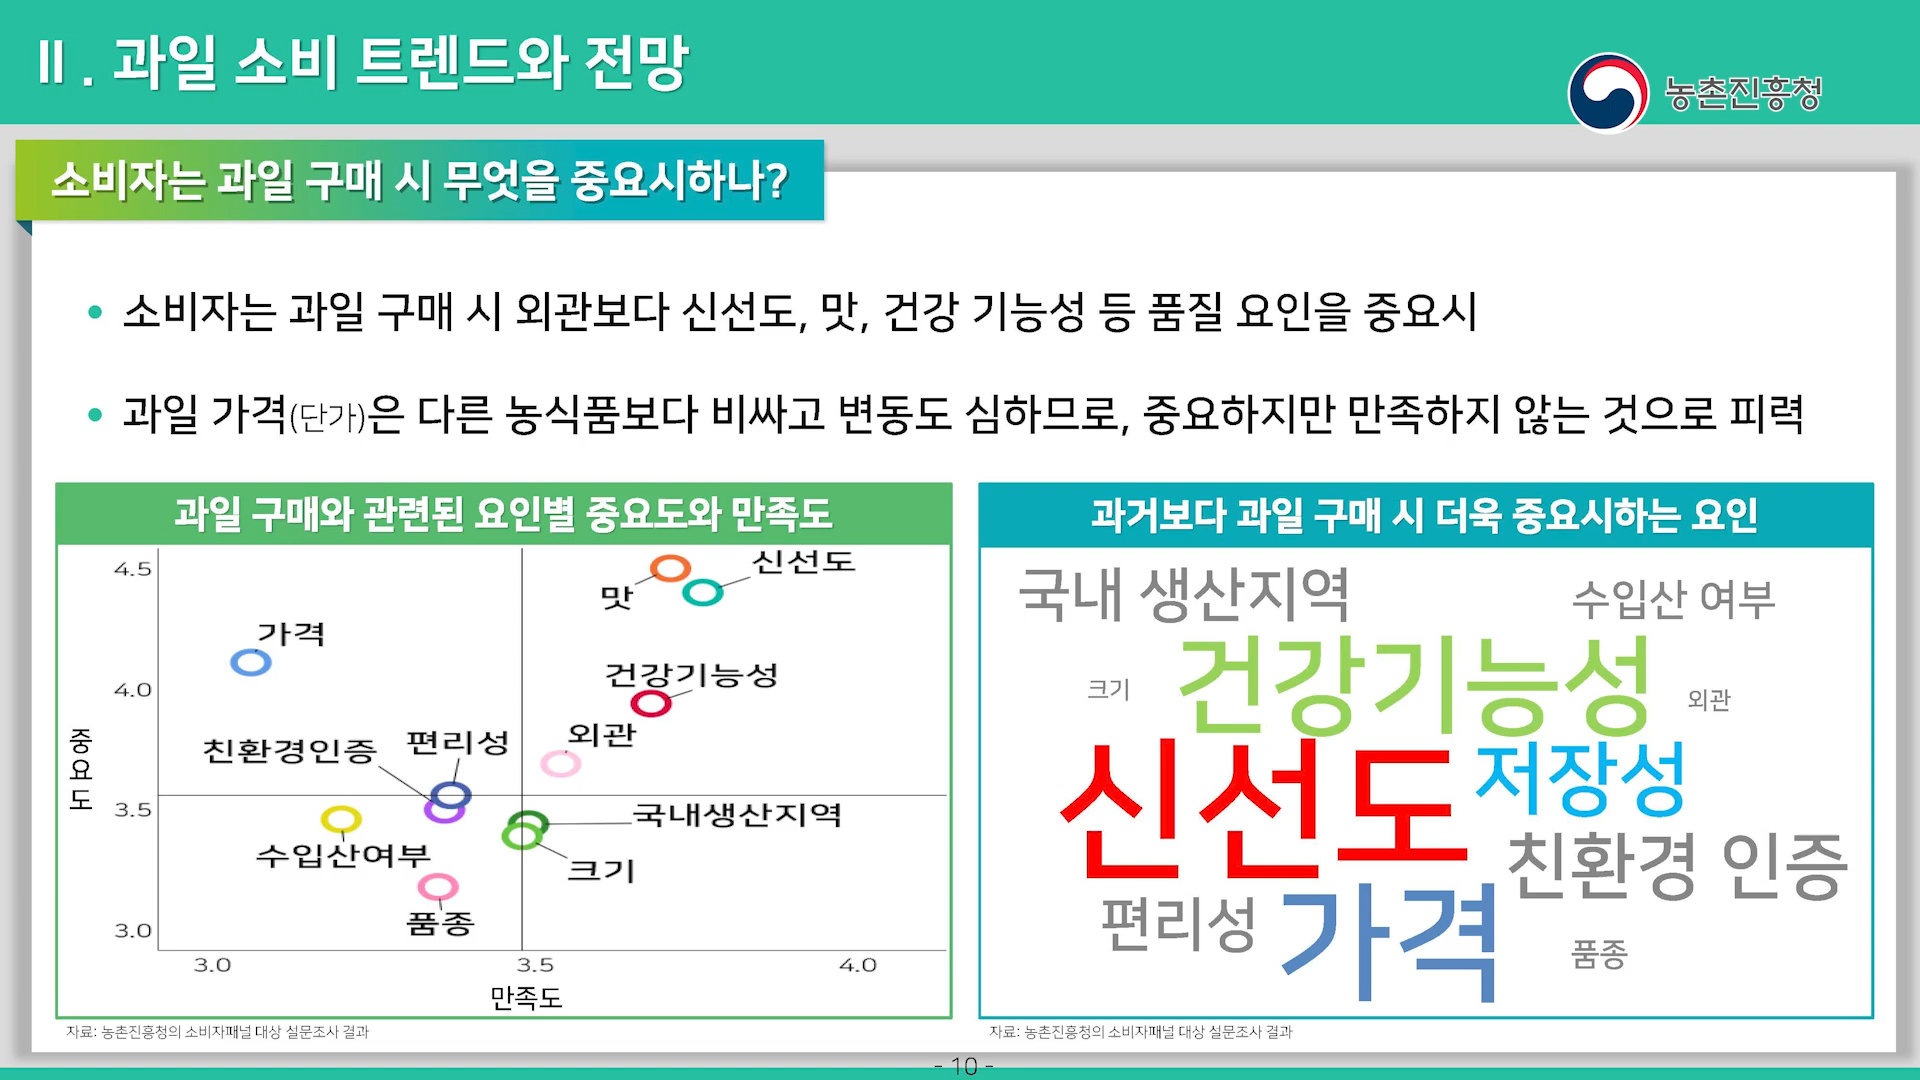 Ⅱ. 과일 소비 트렌드와 전망
농촌진흥청
소비자는 과일 구매 시 무엇을 중요시하나?
• 소비자는 과일 구매 시 외관보다 신선도, 맛, 건강 기능성 등 품질 요인을 중요시
• 과일 가격(단가)은 다른 농식품보다 비싸고 변동도 심하므로, 중요하지만 만족하지 않는 것으로 피력
과일 구매와 관련된 요인별 중요도와 만족도
4.5
신선도
맛
가격
4.0
건강기능성
외관
편리성
친환경인증
중요도
3.5
국내생산지역
수입산여부
크기
품종
3.0
3.0
3.5
4.0
만족도
자료: 농촌진흥청의 소비자패널 대상 설문조사 결과
과거보다 과일 구매 시 더욱 중요시하는 요인
국내 생산지역
수입산 여부
건강기능성
크기
외관
신선도
저장성
친환경 인증
편리성
가격
품종
자료: 농촌진흥청의 소비자패널 대상 설문조사 결과
- 10 -